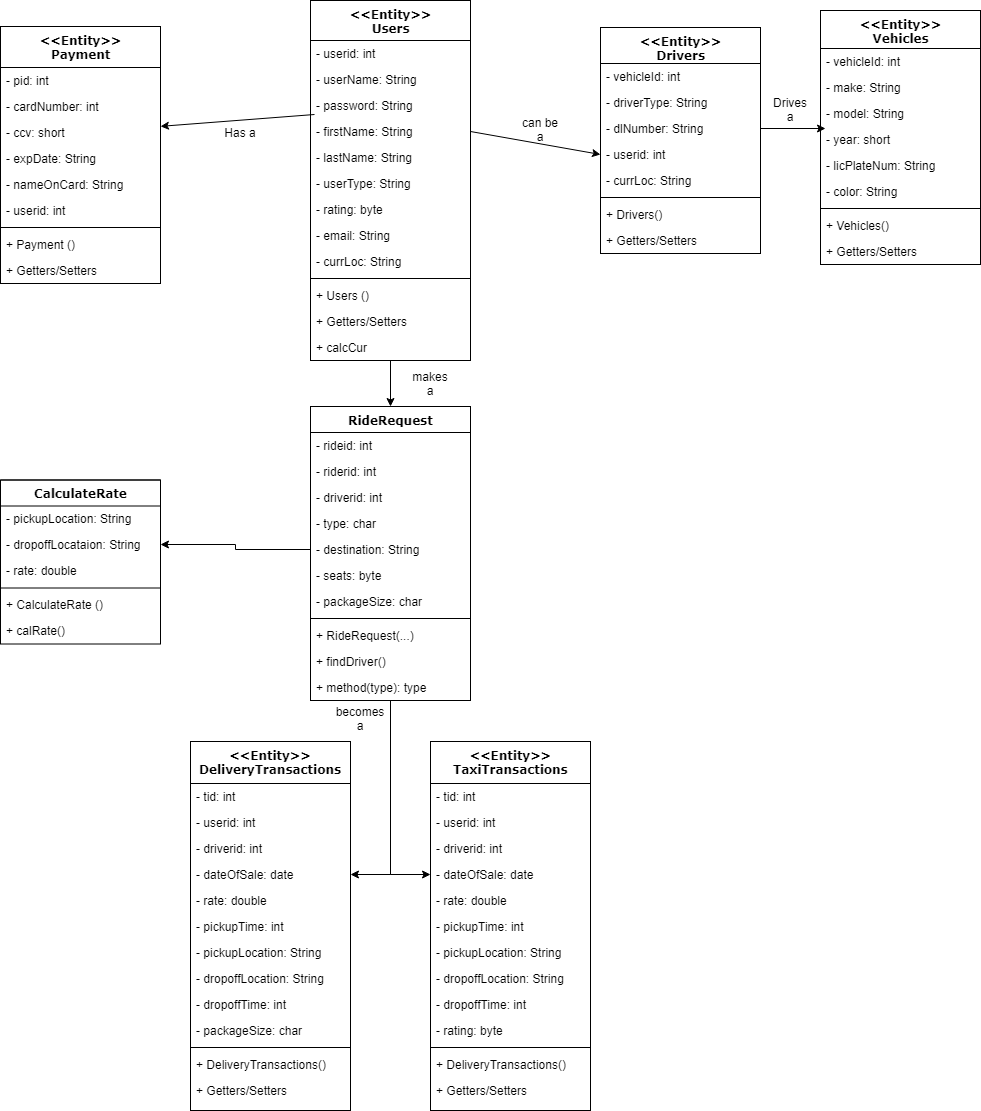 <<Entity>>
Payment
- pid: int
- cardNumber: int
- ccv: short
- expDate: String
- nameOnCard: String
- userid: int
+ Payment ()
+ Getters/Setters
Has a
<<Entity>>
Users
- userid: int
- userName: String
- password: String
- firstName: String
- lastName: String
- userType: String
- rating: byte
- email: String
- currLoc: String
+ Users ()
+ Getters/Setters
+ calcCur
can be
a
<<Entity>>
Drivers
- vehicleId: int
- driverType: String
- dlNumber: String
- userid: int
- currLoc: String
+ Drivers()
+ Getters/Setters
Drives
a
<<Entity>>
Vehicles
- vehicleId: int
- make: String
- model: String
- year: short
- licPlateNum: String
- color: String
+ Vehicles()
+ Getters/Setters
makes
a
RideRequest
- rideid: int
- riderid: int
- driverid: int
- type: char
- destination: String
- seats: byte
- packageSize: char
+ RideRequest(...)
+ findDriver()
+ method(type): type
CalculateRate
- pickupLocation: String
- dropoffLocataion: String
- rate: double
+ CalculateRate ()
+ calRate()
becomes
a
<<Entity>>
DeliveryTransactions
- tid: int
- userid: int
- driverid: int
- dateOfSale: date
- rate: double
- pickupTime: int
- pickupLocation: String
- dropoffLocation: String
- dropoffTime: int
- packageSize: char
+ DeliveryTransactions()
+ Getters/Setters
<<Entity>>
TaxiTransactions
- tid: int
- userid: int
- driverid: int
- dateOfSale: date
- rate: double
- pickupTime: int
- pickupLocation: String
- dropoffLocation: String
- dropoffTime: int
- rating: byte
+ DeliveryTransactions()
+ Getters/Setters